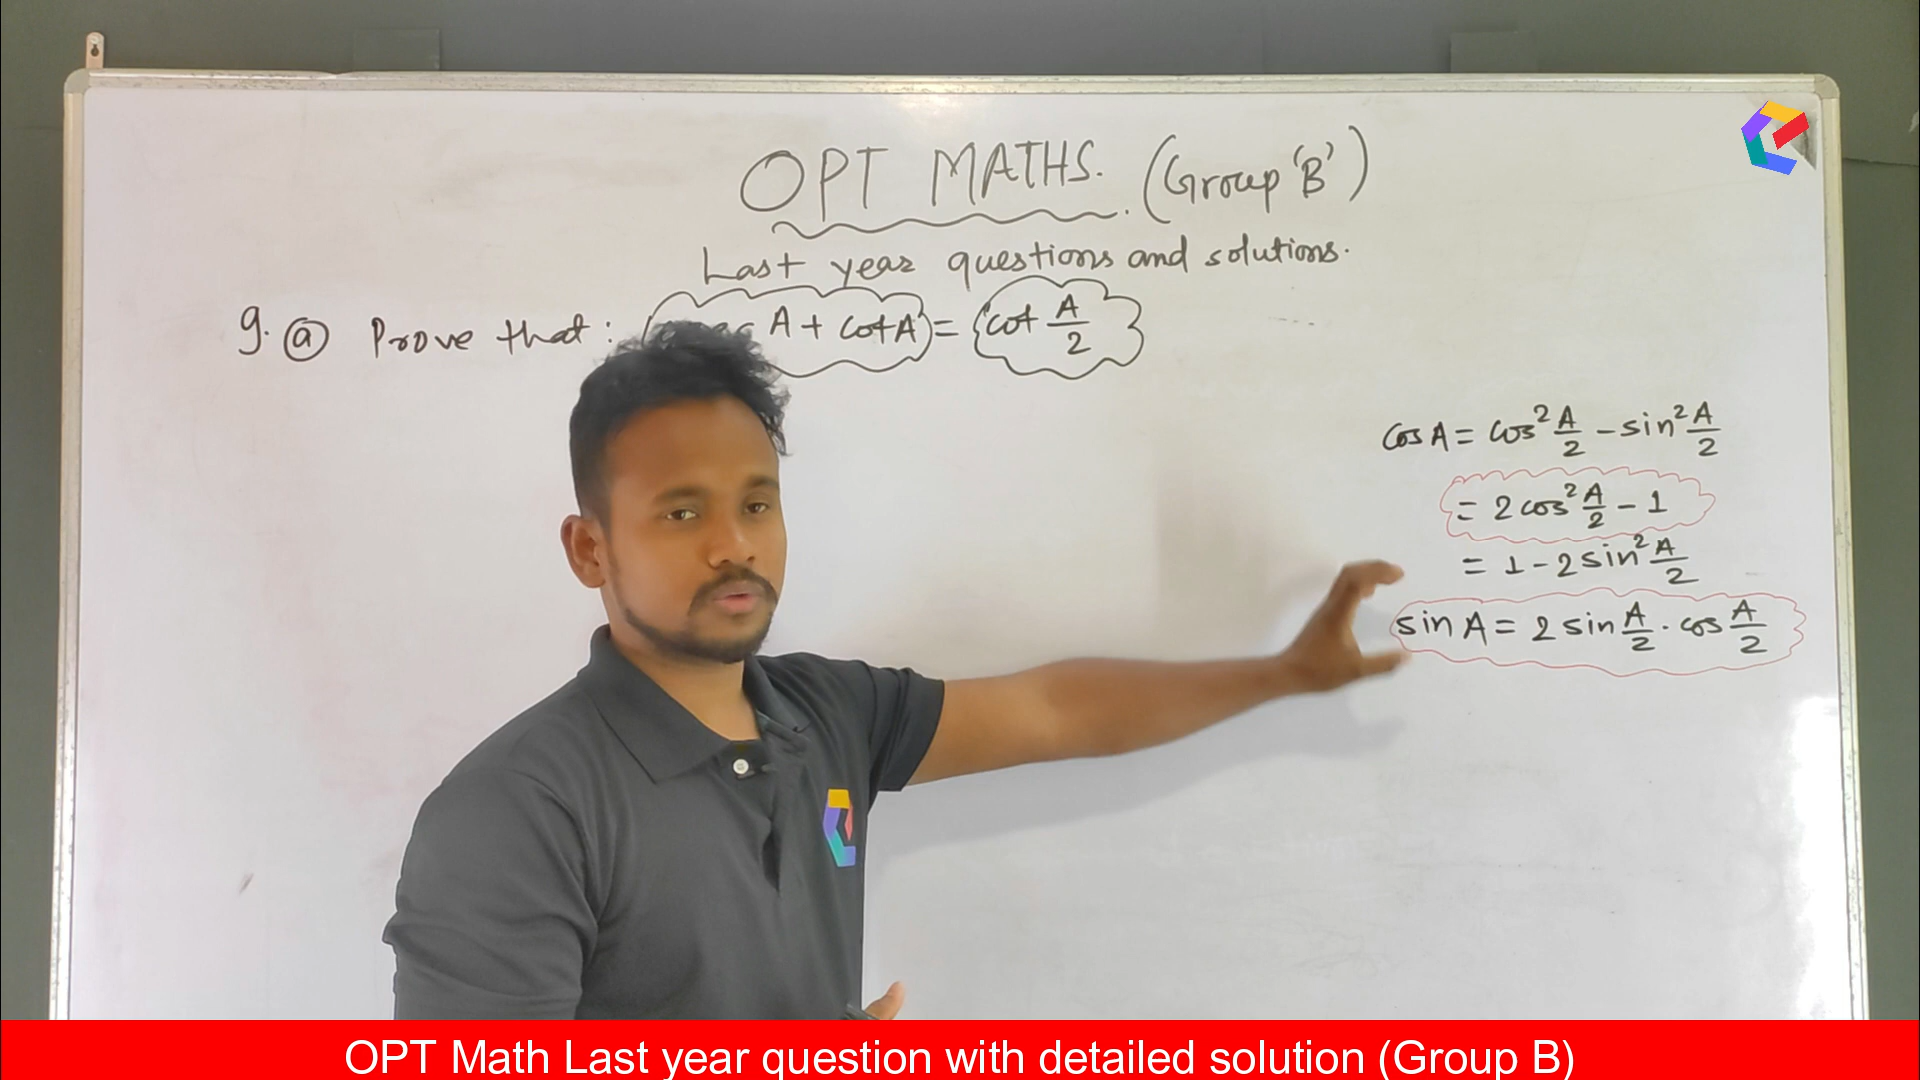 OPT MATHS. (Group 'B')
Last year questions and solutions.
9. (a) Prove that: A + cot A = cot A/2
cos A = cos² A/2 - sin² A/2
= 2 cos² A/2 - 1
= 1 - 2 sin² A/2
sin A = 2 sin A/2 . cos A/2
OPT Math Last year question with detailed solution (Group B)